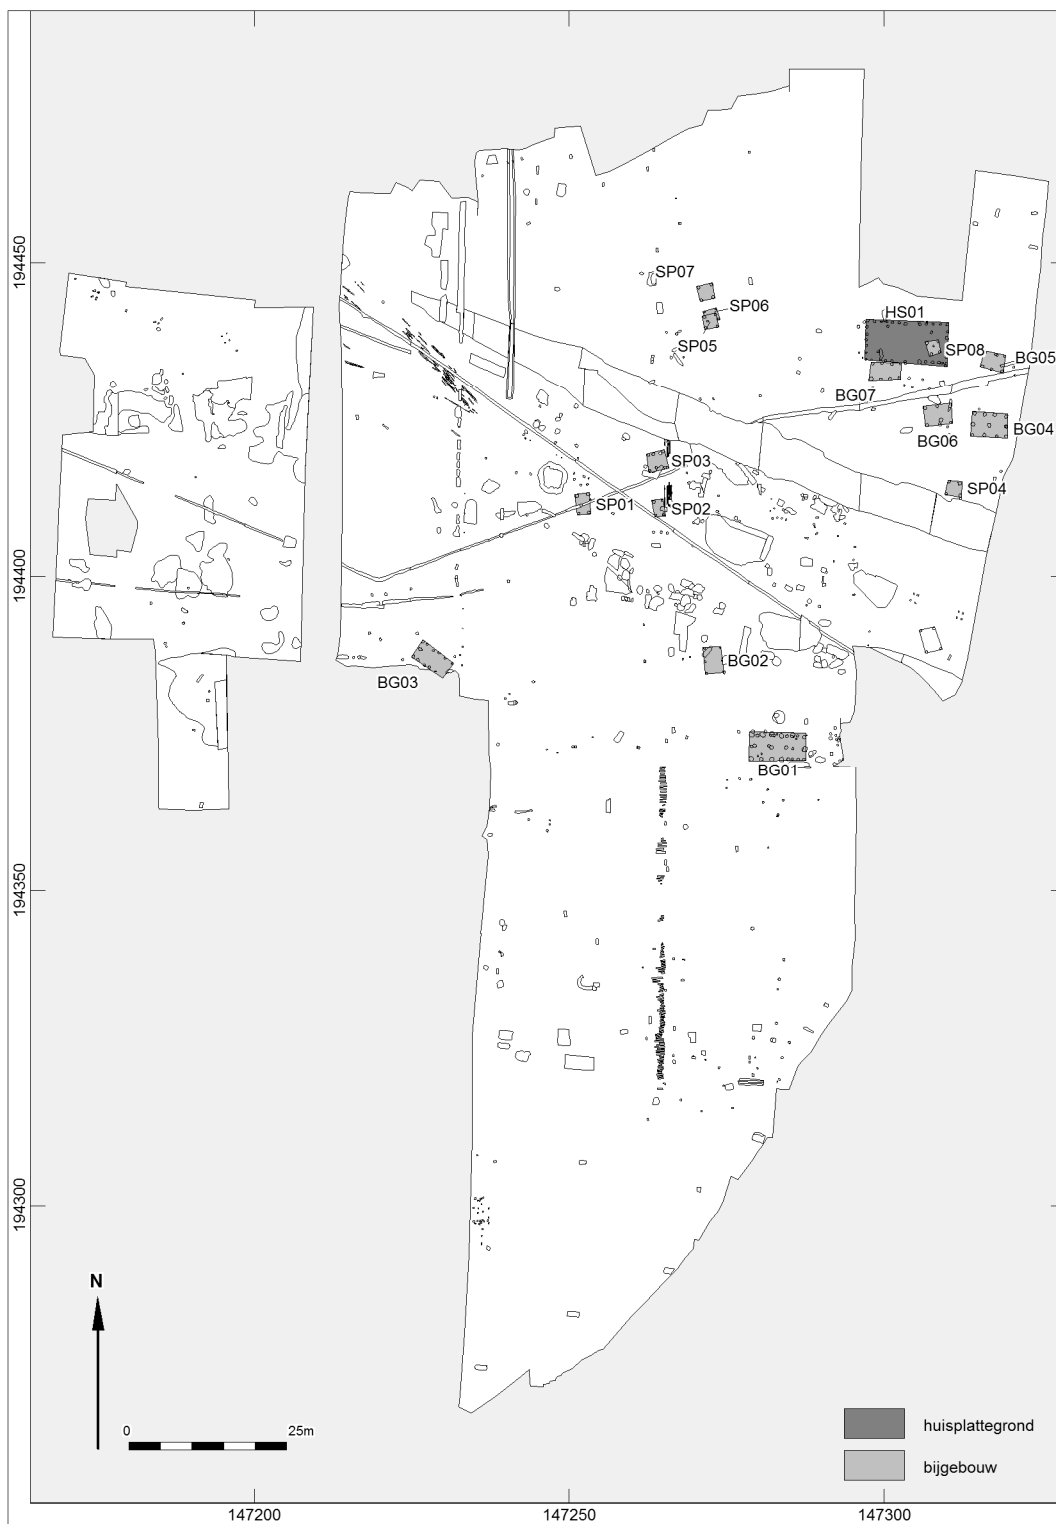 194450
SP07
SP06
SP05
HS01
SP08
BG05
BG07
BG06
BG04
SP03
SP04
SP01
SP02
194400
BG02
BG03
BG01
194350
194300
N
0
25m
huisplattegrond
bijgebouw
147200
147250
147300